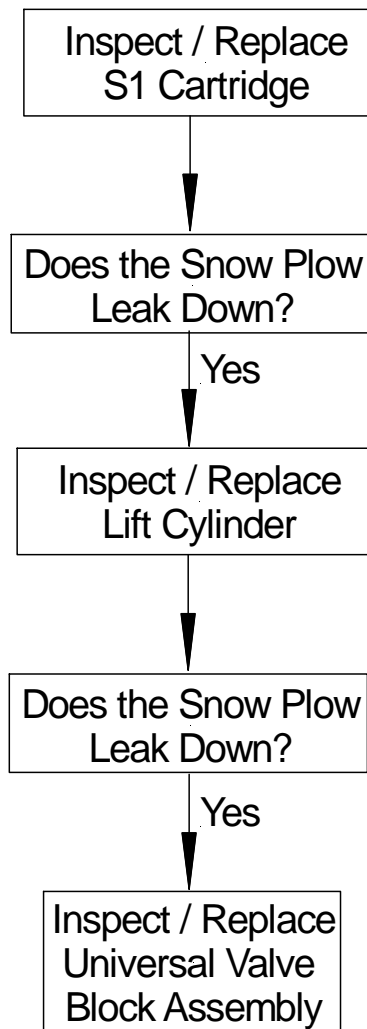 Inspect / Replace
S1 Cartridge
Does the Snow Plow
Leak Down?
Yes
Inspect / Replace
Lift Cylinder
Does the Snow Plow
Leak Down?
Yes
Inspect / Replace
Universal Valve
Block Assembly